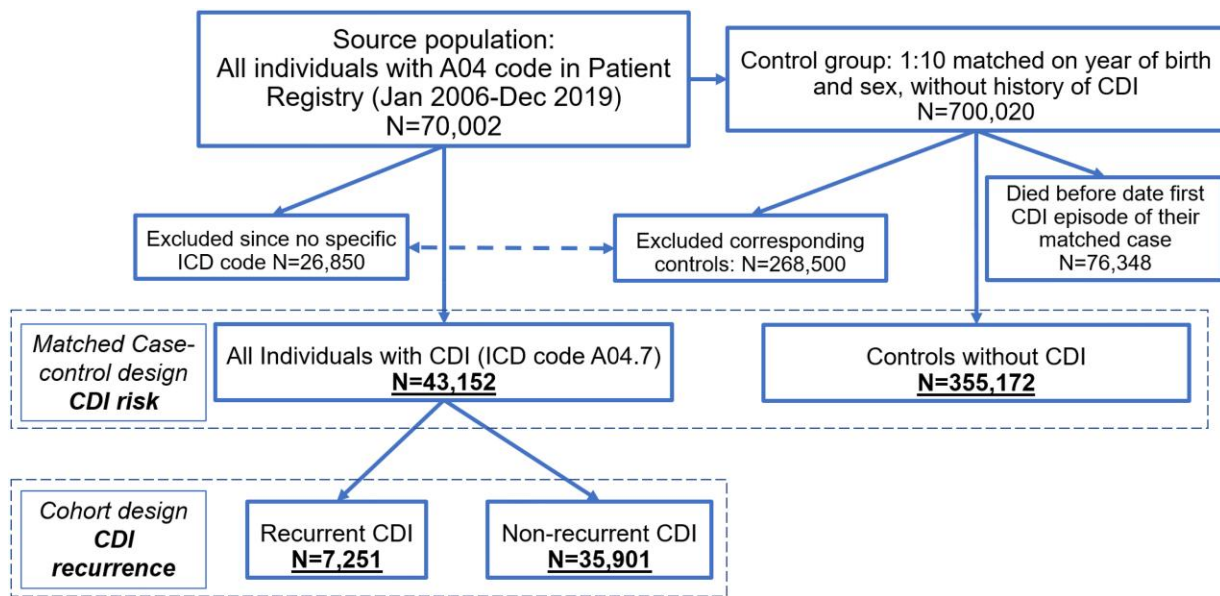 Source population:
All individuals with A04 code in Patient
Registry (Jan 2006-Dec 2019)
N=70,002
Control group: 1:10 matched on year of birth
and sex, without history of CDI
N=700,020
Excluded since no specific
ICD code N=26,850
Excluded corresponding
controls: N=268,500
Died before date first
CDI episode of their
matched case
N=76,348
Matched Case-
control design
CDI risk
All Individuals with CDI (ICD code A04.7)
N=43,152
Controls without CDI
N=355,172
Cohort design
CDI
recurrence
Recurrent CDI
N=7,251
Non-recurrent CDI
N=35,901